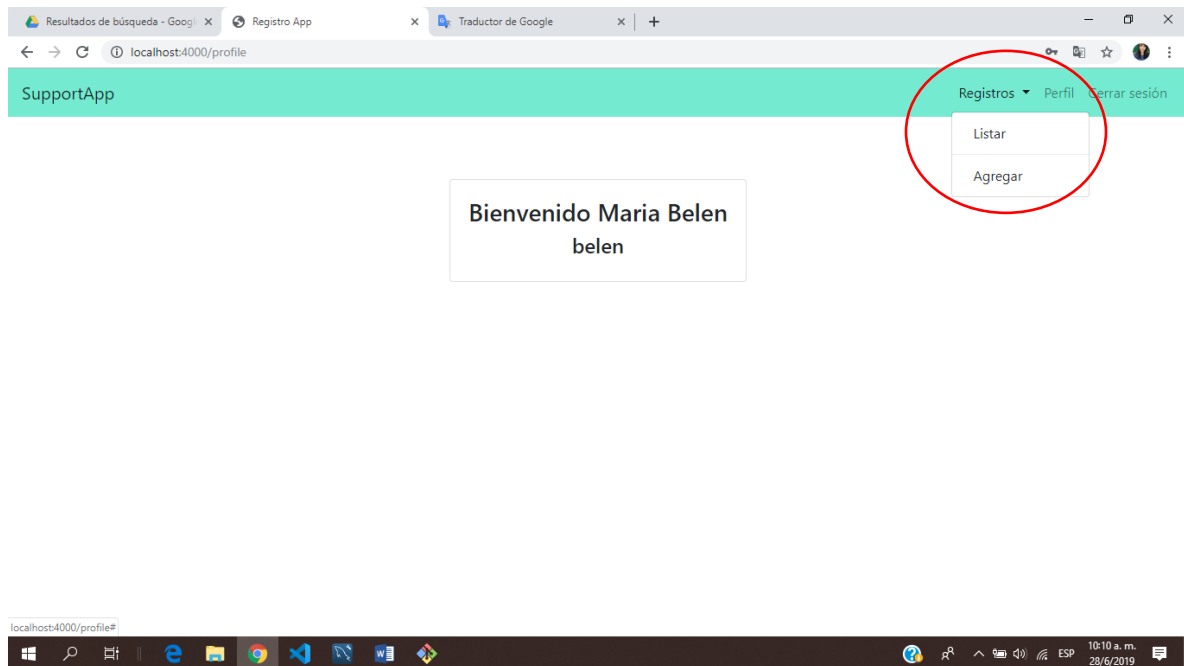 Resultados de búsqueda - Goog
Registro App
Traductor de Google
localhost:4000/profile
SupportApp
Registros
Perfil
Cerrar sesión
Listar
Agregar
Bienvenido Maria Belen
belen
localhost:4000/profile#
ESP
10:10 a. m.
28/6/2019